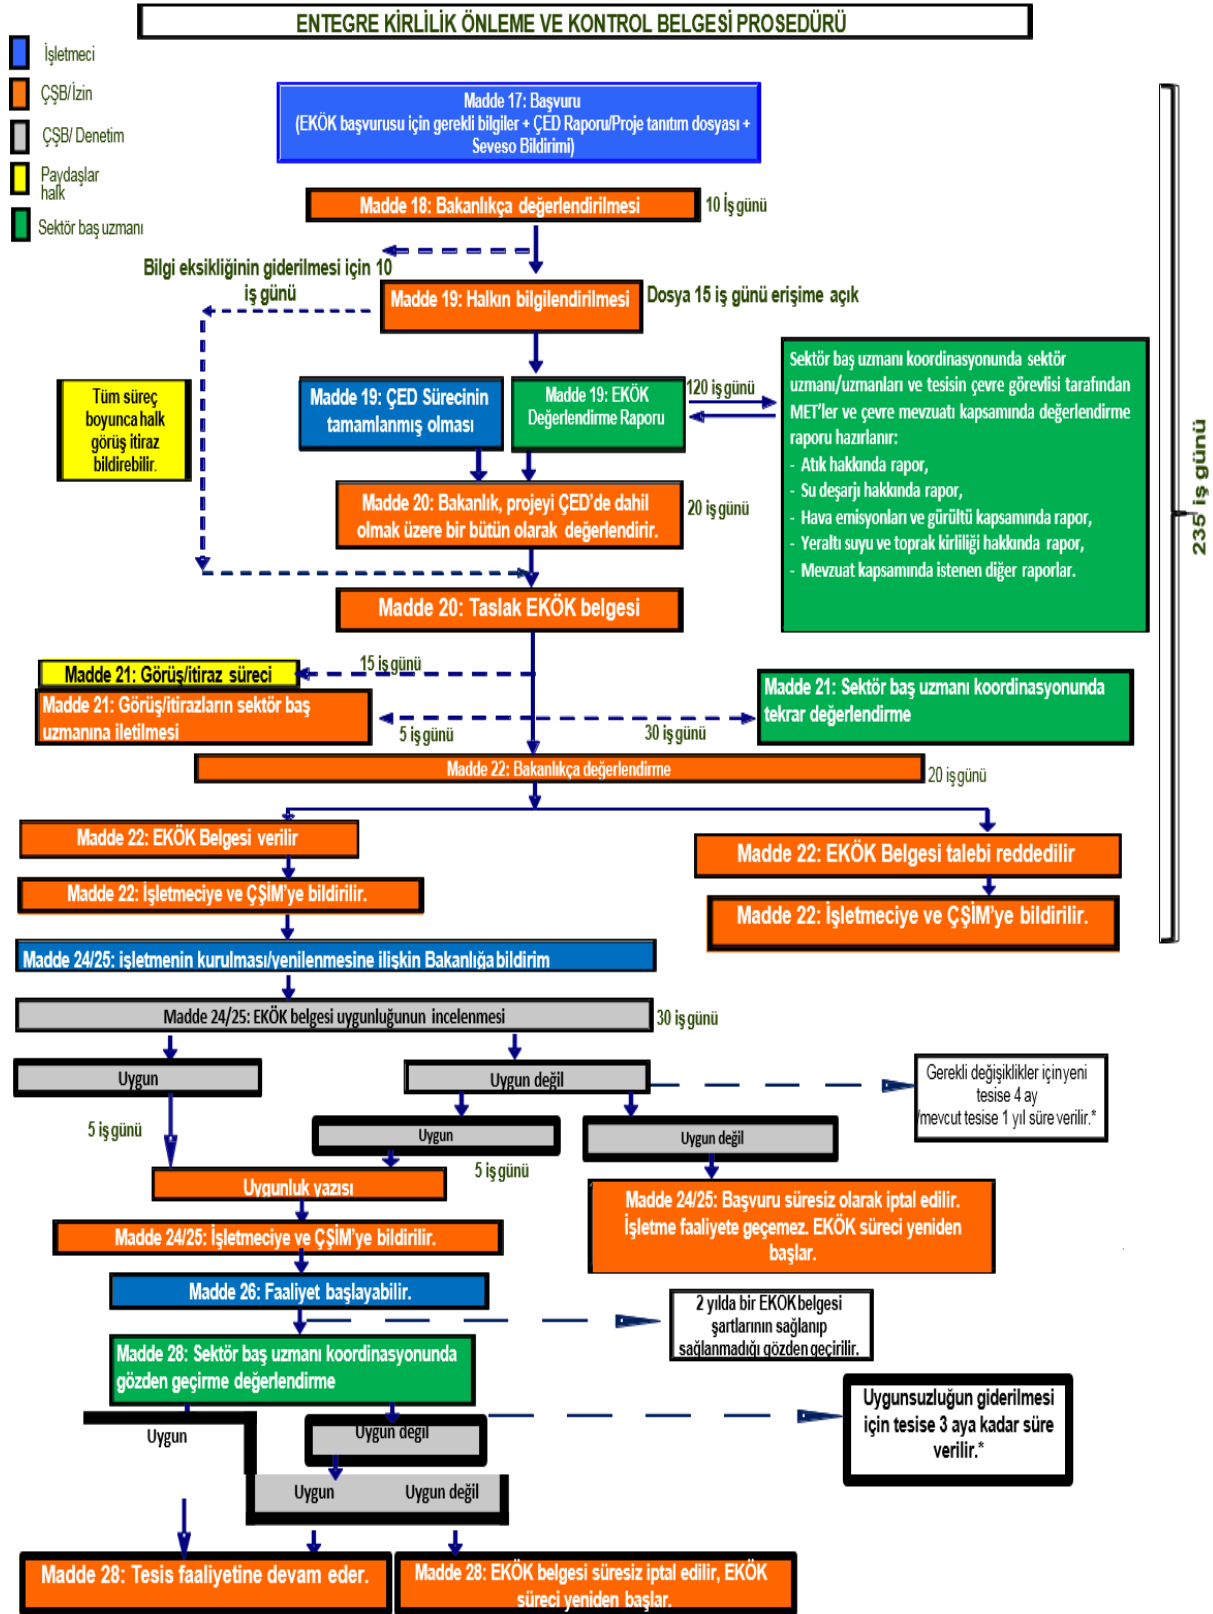 ENTEGRE KİRLİLİK ÖNLEME VE KONTROL BELGESİ PROSEDÜRÜ
İşletmeci
ÇŞB/İzin
ÇŞB/ Denetim
Paydaşlar
halk
Sektör baş uzmanı
Madde 17: Başvuru
(EKÖK başvurusu için gerekli bilgiler + ÇED Raporu/Proje tanıtım dosyası +
Seveso Bildirimi)
Madde 18: Bakanlıkça değerlendirilmesi
10 İş günü
Bilgi eksikliğinin giderilmesi için 10
iş günü
Madde 19: Halkın bilgilendirilmesi
Dosya 15 iş günü erişime açık
Tüm süreç
boyunca halk
görüş itiraz
bildirebilir.
Madde 19: ÇED Sürecinin
tamamlanmış olması
Madde 19: EKÖK
Değerlendirme Raporu
120 iş günü
Sektör baş uzmanı koordinasyonunda sektör
uzmanı/uzmanları ve tesisin çevre görevlisi tarafından
MET'ler ve çevre mevzuatı kapsamında değerlendirme
raporu hazırlanır:
- Atık hakkında rapor,
- Su deşarjı hakkında rapor,
- Hava emisyonları ve gürültü kapsamında rapor,
- Yeraltı suyu ve toprak kirliliği hakkında rapor,
- Mevzuat kapsamında istenen diğer raporlar.
235 iş günü
Madde 20: Bakanlık, projeyi ÇED'de dahil
olmak üzere bir bütün olarak değerlendirir.
20 iş günü
Madde 20: Taslak EKÖK belgesi
Madde 21: Görüş/itiraz süreci
15 iş günü
Madde 21: Görüş/itirazların sektör baş
uzmanına iletilmesi
5 iş günü
30 iş günü
Madde 21: Sektör baş uzmanı koordinasyonunda
tekrar değerlendirme
Madde 22: Bakanlıkça değerlendirme
20 iş günü
Madde 22: EKÖK Belgesi verilir
Madde 22: EKÖK Belgesi talebi reddedilir
Madde 22: İşletmeciye ve ÇŞİM'ye bildirilir.
Madde 22: İşletmeciye ve ÇŞİM'ye bildirilir.
Madde 24/25: işletmenin kurulması/yenilenmesine ilişkin Bakanlığa bildirim
Madde 24/25: EKÖK belgesi uygunluğunun incelenmesi
30 iş günü
Uygun
Uygun değil
Gerekli değişiklikler için yeni
tesise 4 ay
/mevcut tesise 1 yıl süre verilir.*
5 iş günü
Uygun
Uygun değil
5 iş günü
Uygunluk yazısı
Madde 24/25: Başvuru süresiz olarak iptal edilir.
İşletme faaliyete geçemez. EKÖK süreci yeniden
başlar.
Madde 24/25: İşletmeciye ve ÇŞİM'ye bildirilir.
Madde 26: Faaliyet başlayabilir.
2 yılda bir EKÖK belgesi
şartlarının sağlanıp
sağlanmadığı gözden geçirilir.
Madde 28: Sektör baş uzmanı koordinasyonunda
gözden geçirme değerlendirme
Uygun
Uygun değil
Uygunsuzluğun giderilmesi
için tesise 3 aya kadar süre
verilir.*
Uygun
Uygun değil
Madde 28: Tesis faaliyetine devam eder.
Madde 28: EKÖK belgesi süresiz iptal edilir, EKÖK
süreci yeniden başlar.